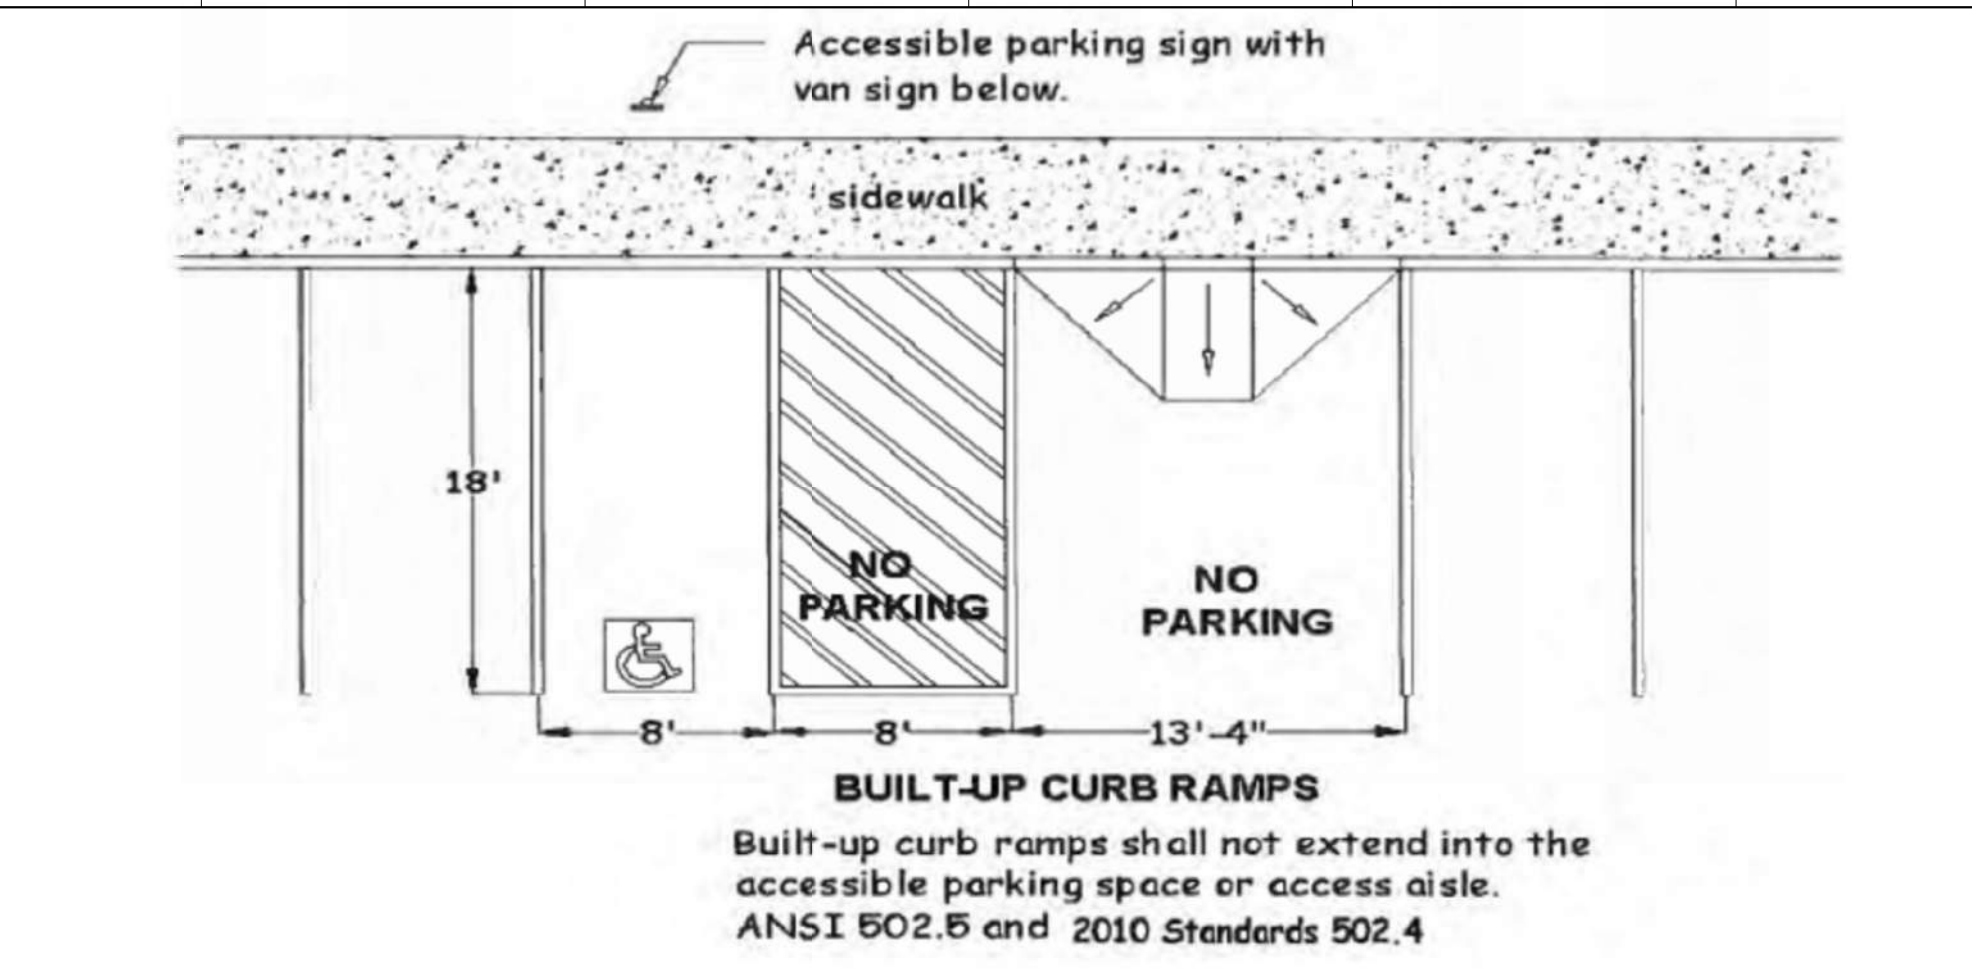 Accessible parking sign with
van sign below.
sidewalk
18'
NO
PARKING
NO
PARKING
8'
8'
13'-4"
BUILT-UP CURB RAMPS
Built-up curb ramps shall not extend into the
accessible parking space or access aisle.
ANSI 502.5 and 2010 Standards 502.4